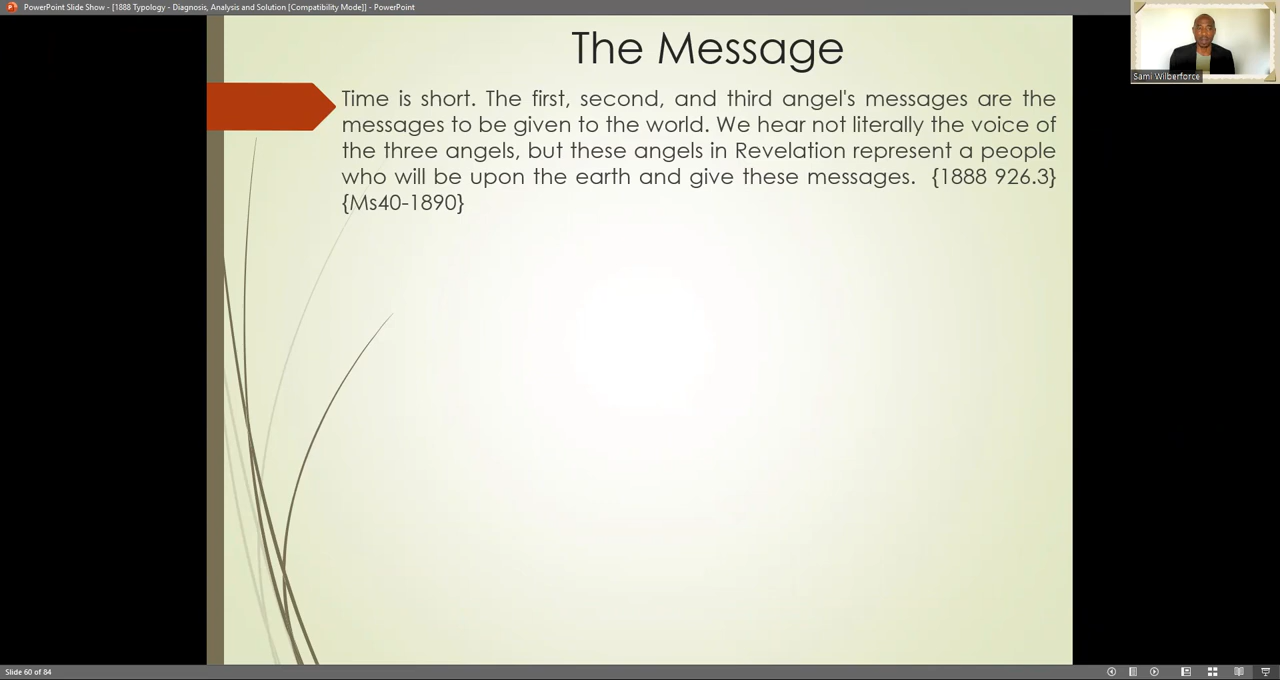 PowerPoint Slide Show - [1888 Typology - Diagnosis, Analysis and Solution [Compatibility Mode]] - PowerPoint
Sami Wilberforce
The Message
Time is short. The first, second, and third angel's messages are the
messages to be given to the world. We hear not literally the voice of
the three angels, but these angels in Revelation represent a people
who will be upon the earth and give these messages. {1888 926.3}
{Ms40-1890}
Slide 60 of 84